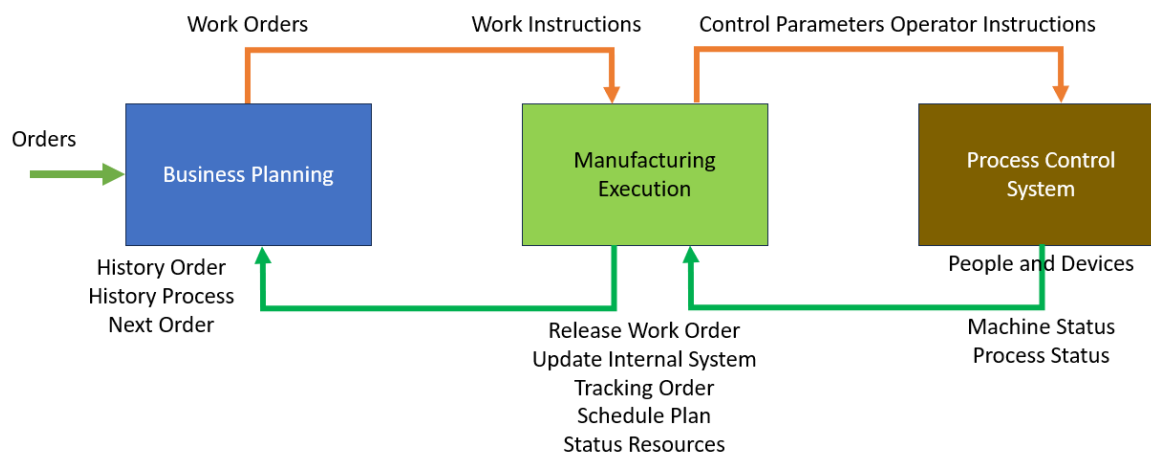 Work Orders
Work Instructions
Control Parameters Operator Instructions
Orders
Business Planning
Manufacturing
Execution
Process Control
System
History Order
History Process
Next Order
Release Work Order
Update Internal System
Tracking Order
Schedule Plan
Status Resources
People and Devices
Machine Status
Process Status